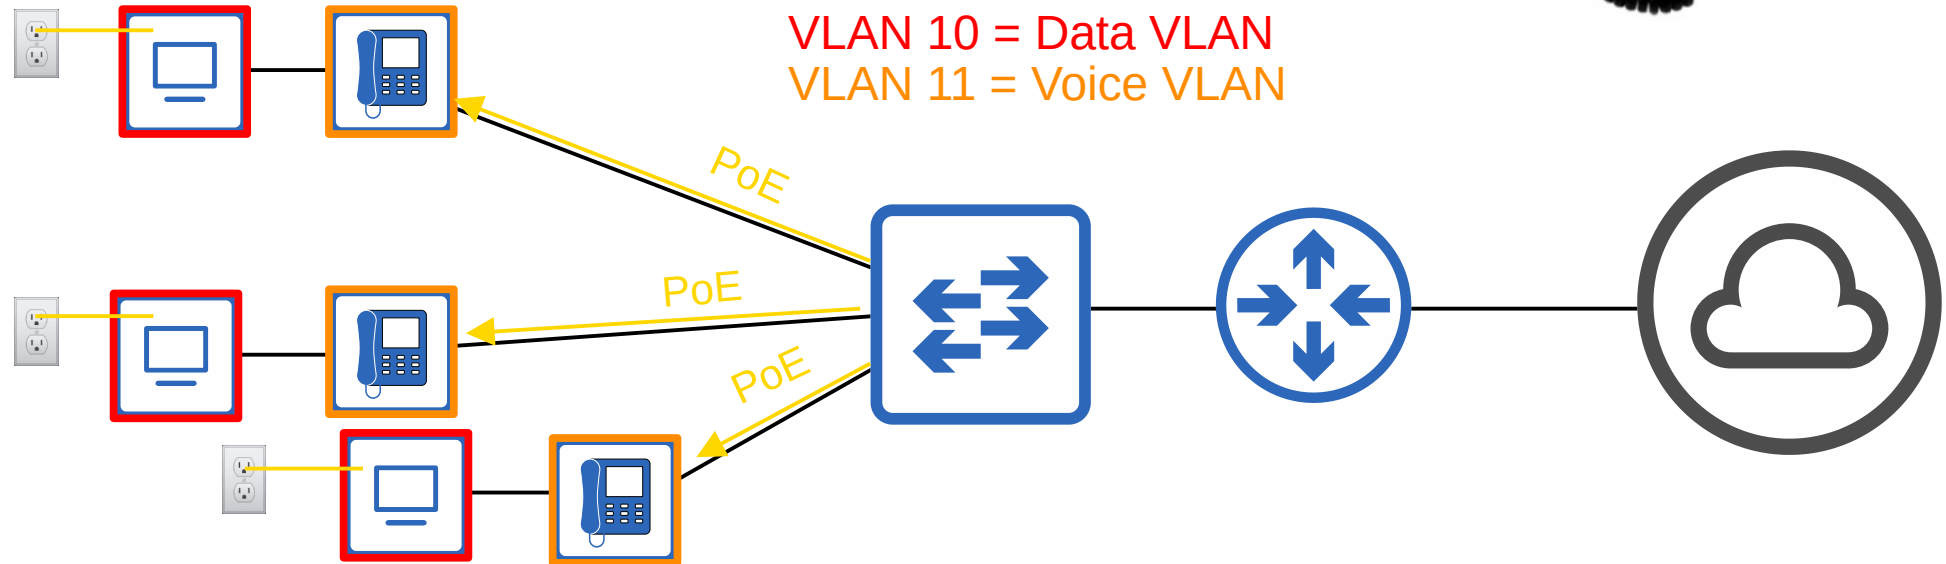 VLAN 10 = Data VLAN
VLAN 11 = Voice VLAN
PoE
PoE
PoE